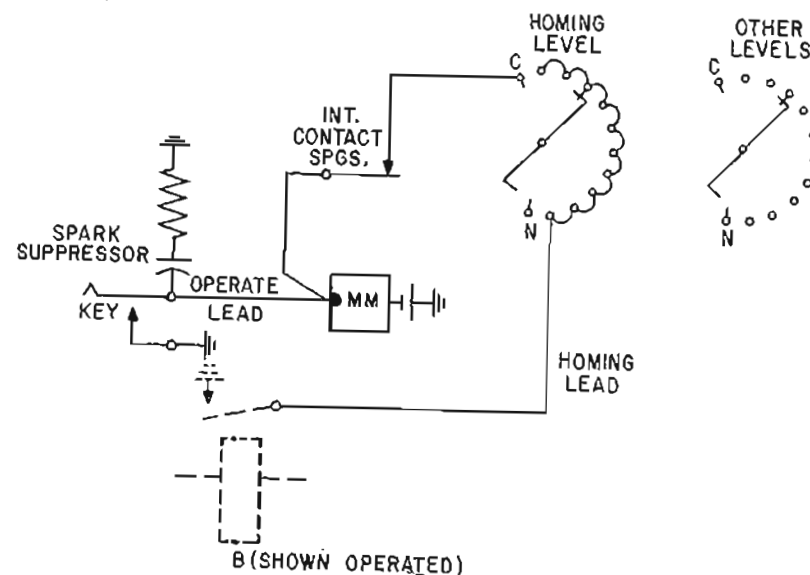 HOMING
LEVEL
OTHER
LEVELS
C
C
INT.
CONTACT
SPGS.
SPARK
SUPPRESSOR
OPERATE
LEAD
KEY
MM
N
N
HOMING
LEAD
B (SHOWN OPERATED)